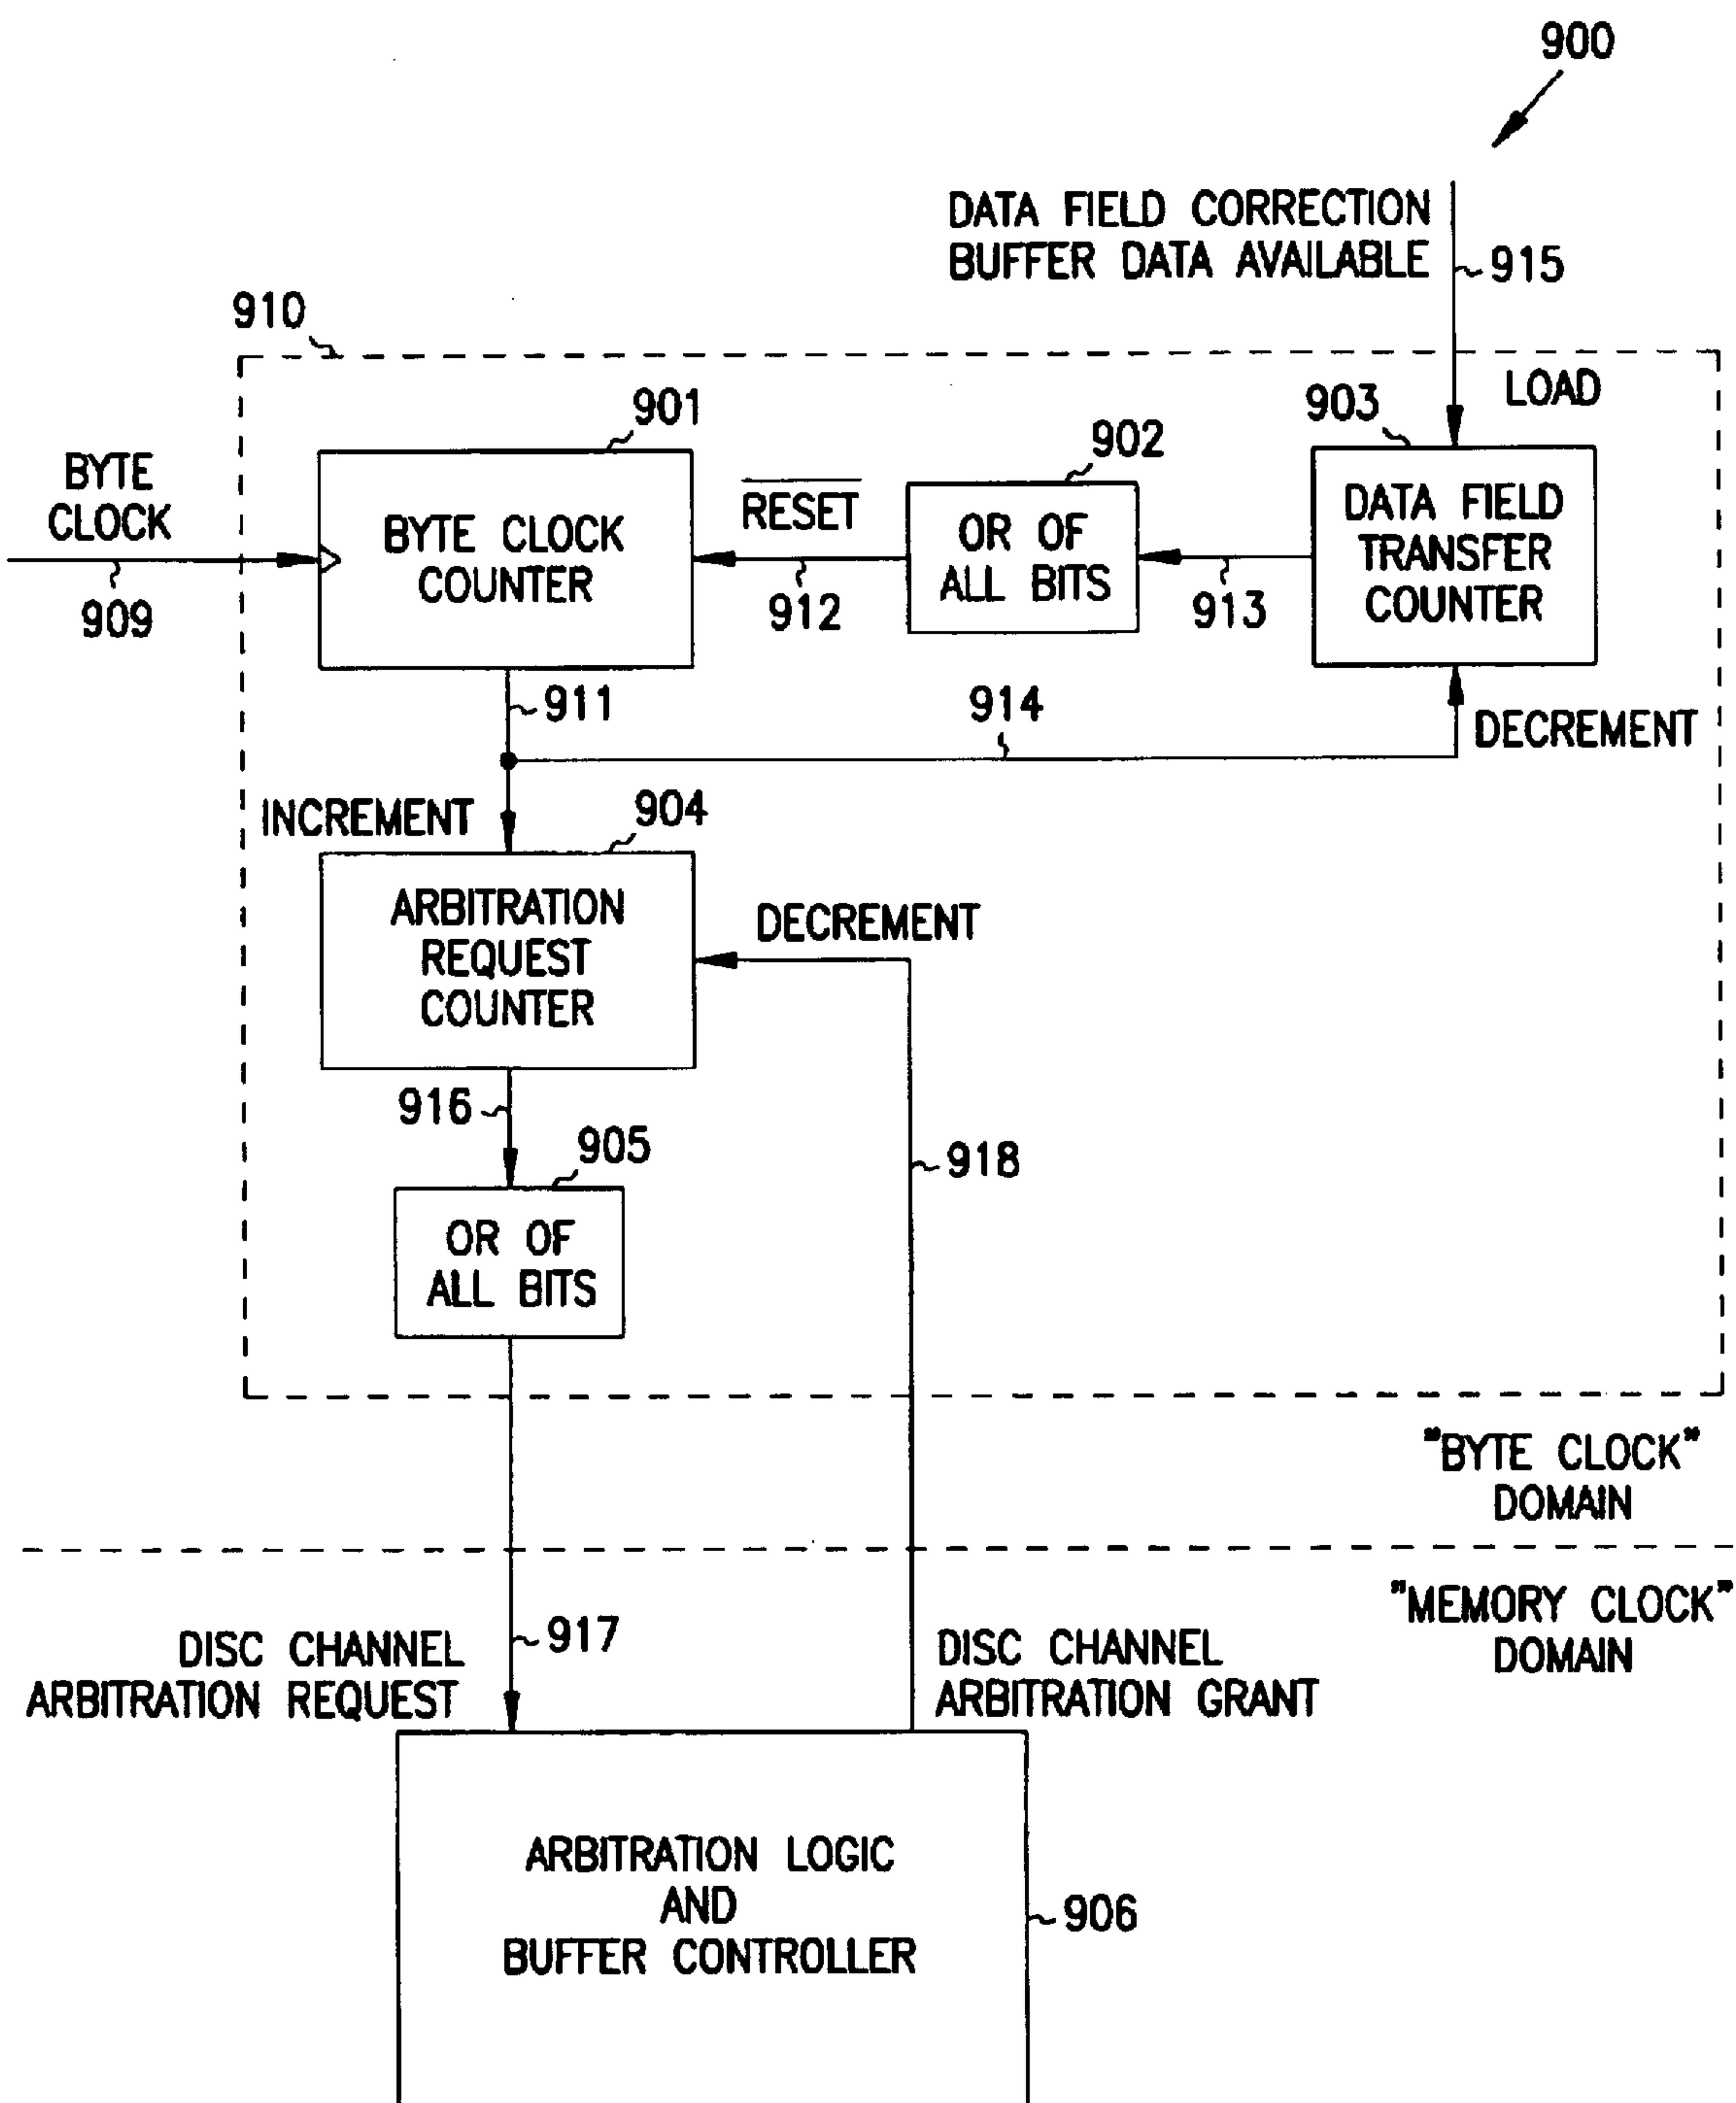 900
DATA FIELD CORRECTION
BUFFER DATA AVAILABLE
915
910
LOAD
901
903
902
BYTE
CLOCK
909
BYTE CLOCK
COUNTER
RESET
912
OR OF
ALL BITS
913
DATA FIELD
TRANSFER
COUNTER
911
914
DECREMENT
INCREMENT
904
ARBITRATION
REQUEST
COUNTER
DECREMENT
916
905
918
OR OF
ALL BITS
"BYTE CLOCK"
DOMAIN
"MEMORY CLOCK"
DOMAIN
917
DISC CHANNEL
ARBITRATION REQUEST
DISC CHANNEL
ARBITRATION GRANT
ARBITRATION LOGIC
AND
BUFFER CONTROLLER
906